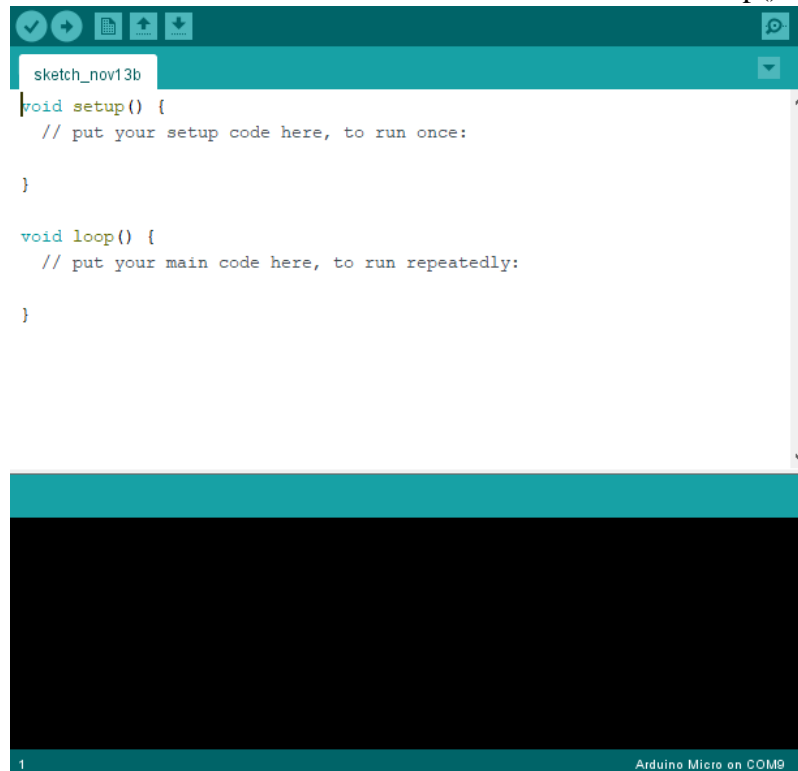 sketch_nov13b
void setup() {
  // put your setup code here, to run once:
}
void loop() {
  // put your main code here, to run repeatedly:
}
1 Arduino Micro on COM9